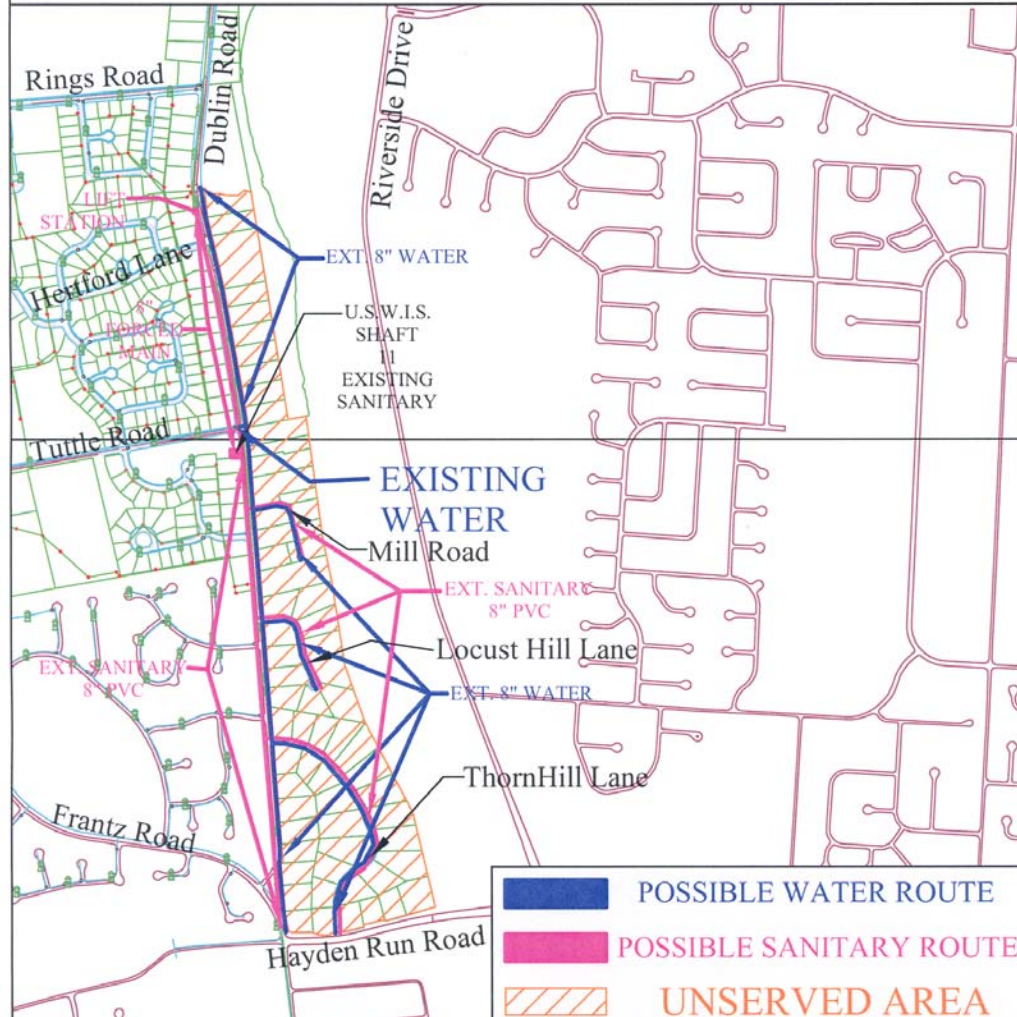 Rings Road
Dublin Road
Riverside Drive
LIFT
STATION
Hertford Lane
EXT. 8" WATER
8"
FORCED
MAIN
U.S.W.I.S.
SHAFT
11
EXISTING
SANITARY
Tuttle Road
EXISTING
WATER
Mill Road
EXT. SANITARY
8" PVC
Locust Hill Lane
EXT. SANITARY
8" PVC
EXT. 8" WATER
ThornHill Lane
Frantz Road
Hayden Run Road
POSSIBLE WATER ROUTE
POSSIBLE SANITARY ROUTE
UNSERVED AREA